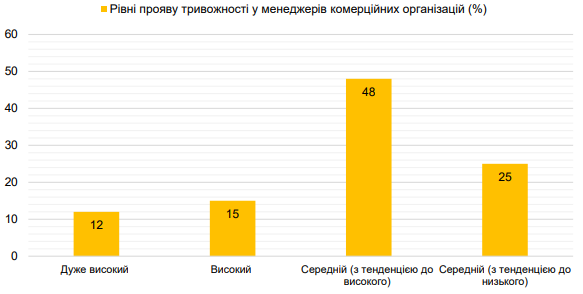 Рівні прояву тривожності у менеджерів комерційних організацій (%)
60
50
40
30
20
10
0
12
15
48
25
Дуже високий
Високий
Середній (з тенденцією до
високого)
Середній (з тенденцією до
низького)